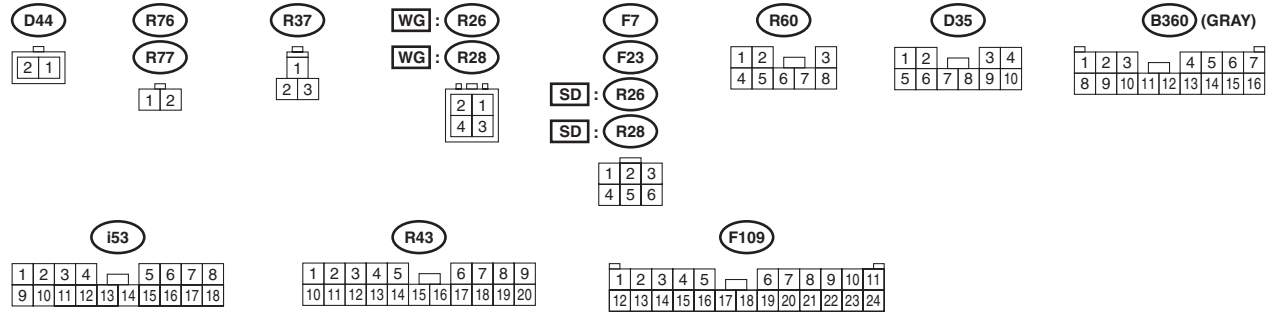 D44
2 1
R76
R77
1 2
R37
1
2 3
WG : R26
WG : R28
2 1
4 3
F7
F23
SD : R26
SD : R28
1 2 3
4 5 6
R60
1 2 3
4 5 6 7 8
D35
1 2 3 4
5 6 7 8 9 10
B360 (GRAY)
1 2 3 4 5 6 7
8 9 10 11 12 13 14 15 16
i53
1 2 3 4 5 6 7 8
9 10 11 12 13 14 15 16 17 18
R43
1 2 3 4 5 6 7 8 9
10 11 12 13 14 15 16 17 18 19 20
F109
1 2 3 4 5 6 7 8 9 10 11
12 13 14 15 16 17 18 19 20 21 22 23 24